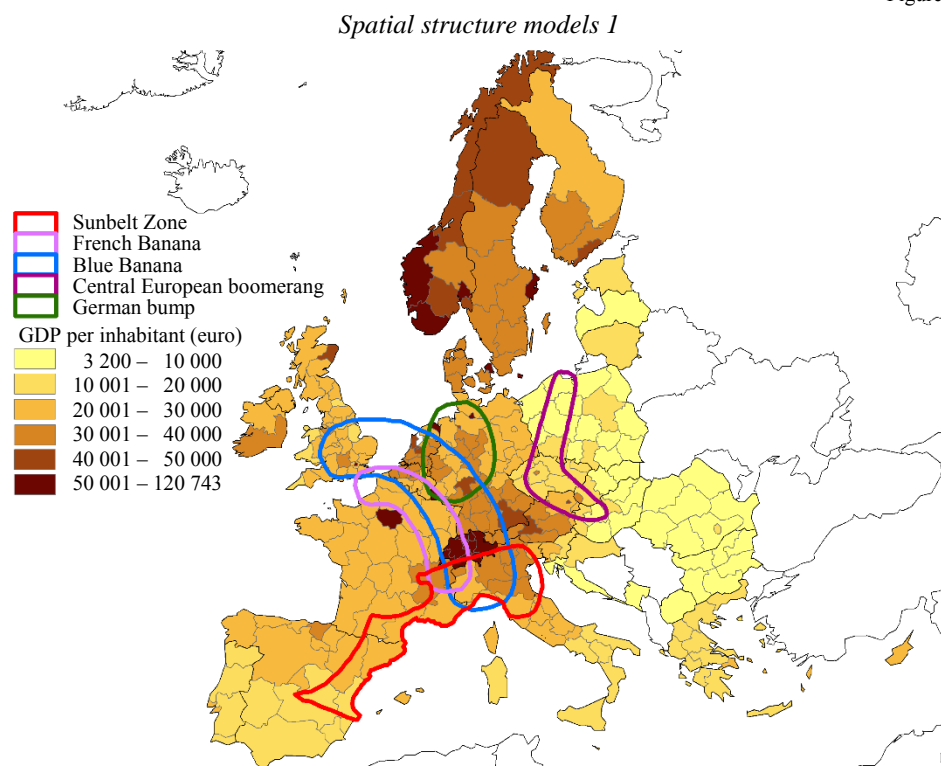 Figure
Spatial structure models 1
Sunbelt Zone
French Banana
Blue Banana
Central European boomerang
German bump
GDP per inhabitant (euro)
3 200 – 10 000
10 001 – 20 000
20 001 – 30 000
30 001 – 40 000
40 001 – 50 000
50 001 – 120 743